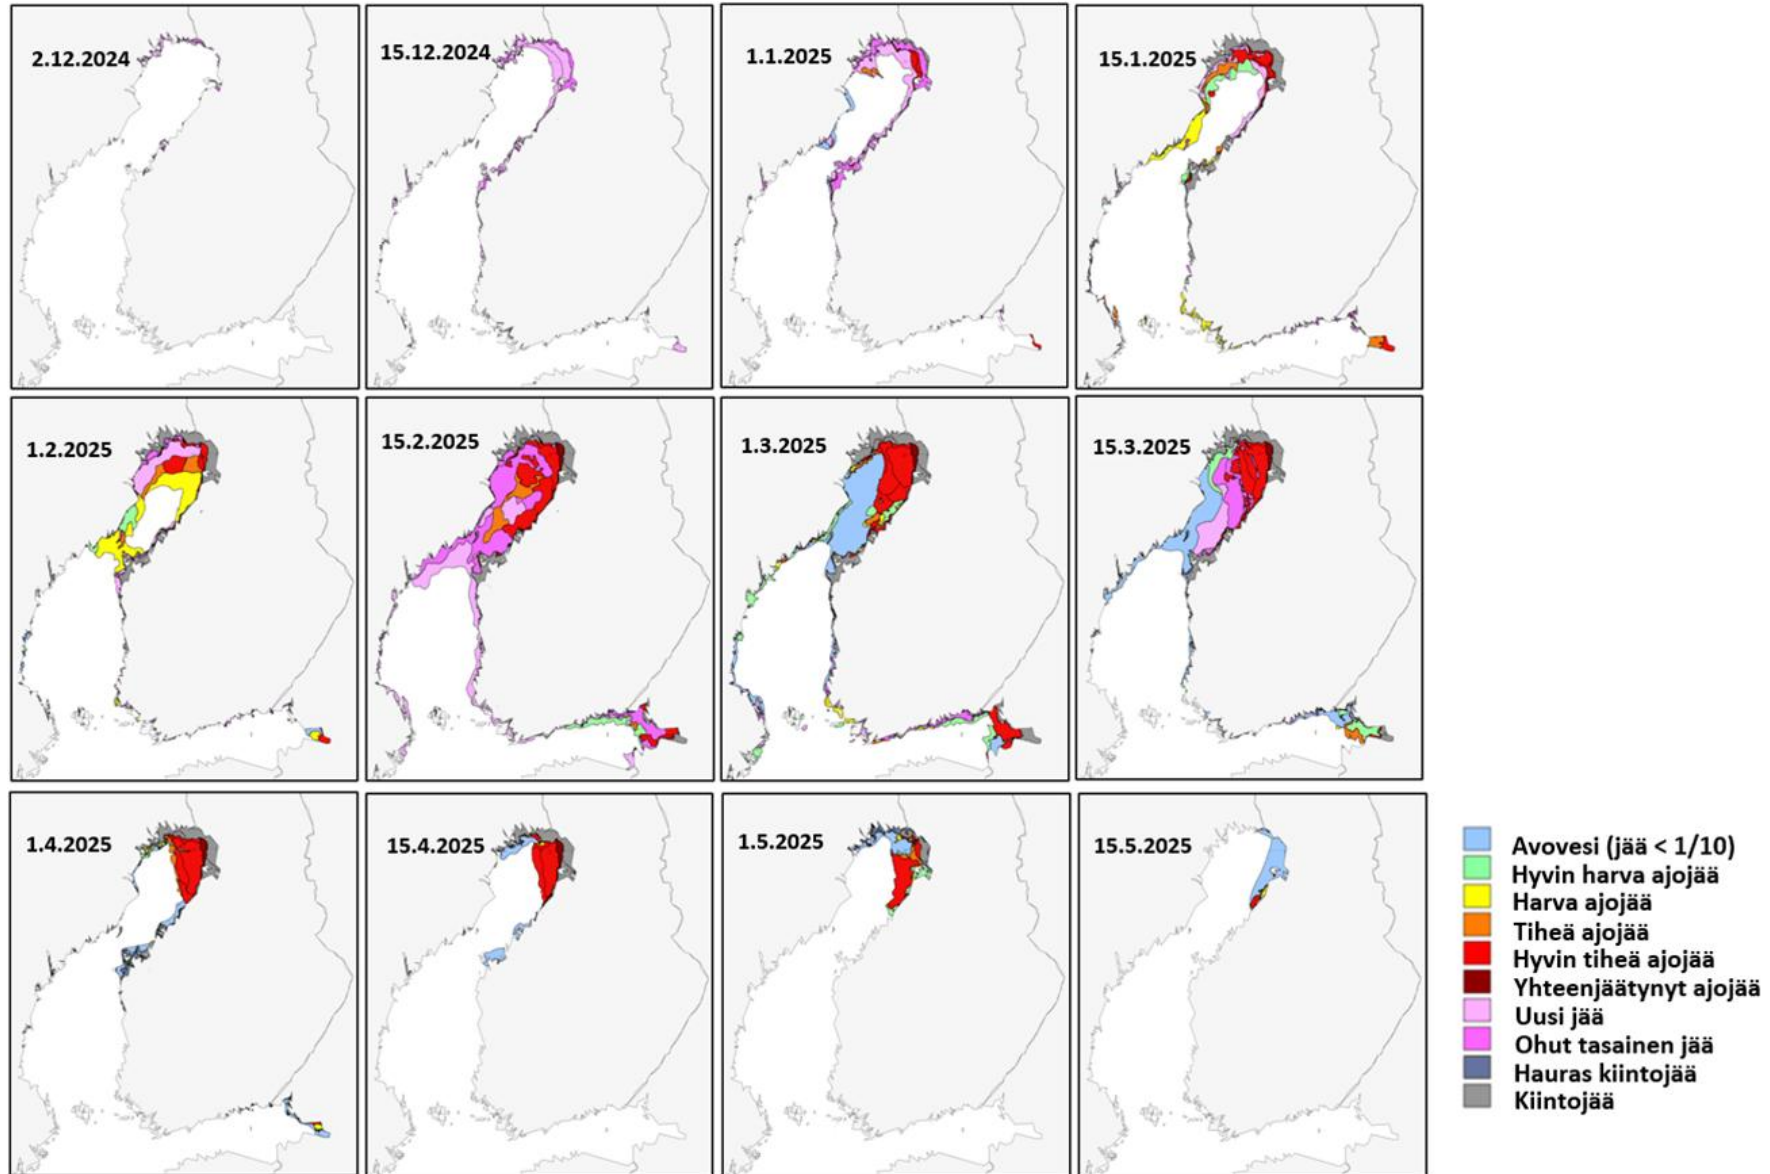 2.12.2024
15.12.2024
1.1.2025
15.1.2025
1.2.2025
15.2.2025
1.3.2025
15.3.2025
1.4.2025
15.4.2025
1.5.2025
15.5.2025
Avovesi (jää < 1/10)
Hyvin harva ajojää
Harva ajojää
Tiheä ajojää
Hyvin tiheä ajojää
Yhteenjäätynyt ajojää
Uusi jää
Ohut tasainen jää
Hauras kiintojää
Kiintojää